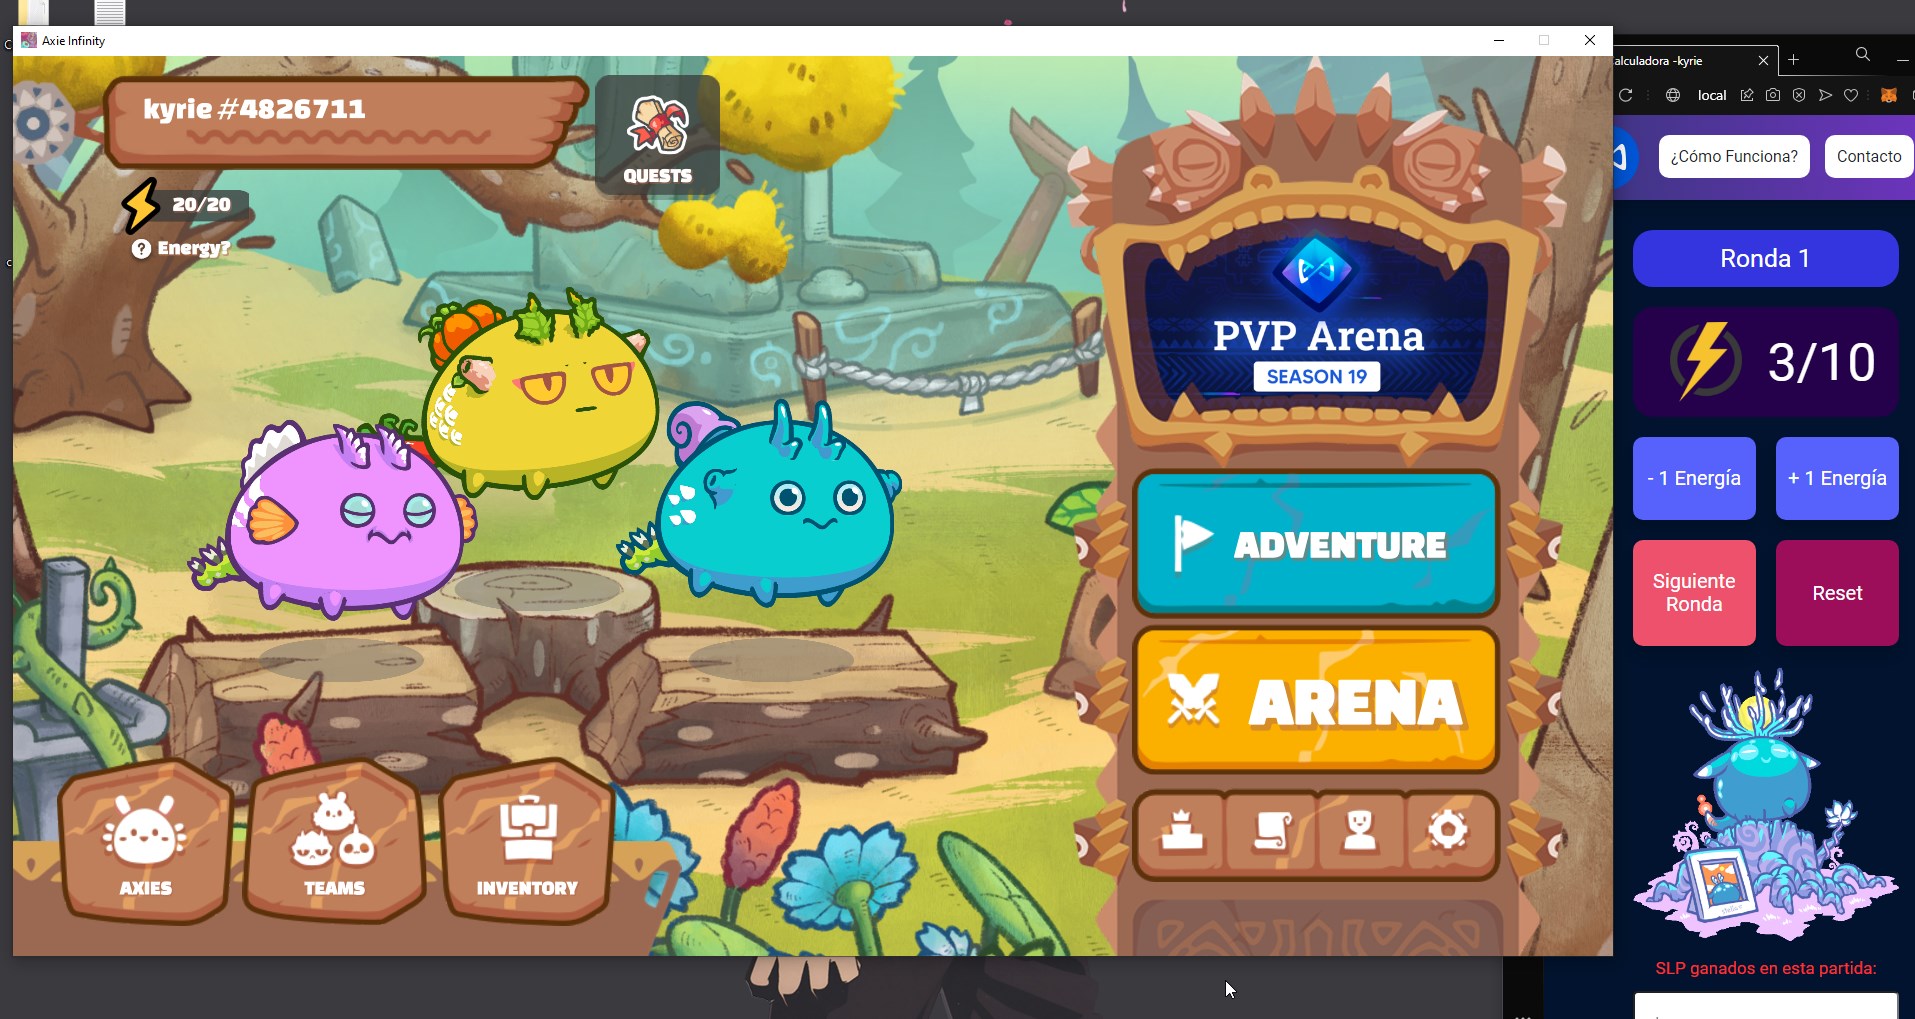 Axie Infinity
kyrie #4826711
QUESTS
20/20
? Energy?
PVP Arena
SEASON 19
ADVENTURE
ARENA
AXIES
TEAMS
INVENTORY
alculadora -kyrie
local
¿Cómo Funciona?
Contacto
Ronda 1
3/10
- 1 Energía
+ 1 Energía
Siguiente
Ronda
Reset
SLP ganados en esta partida: